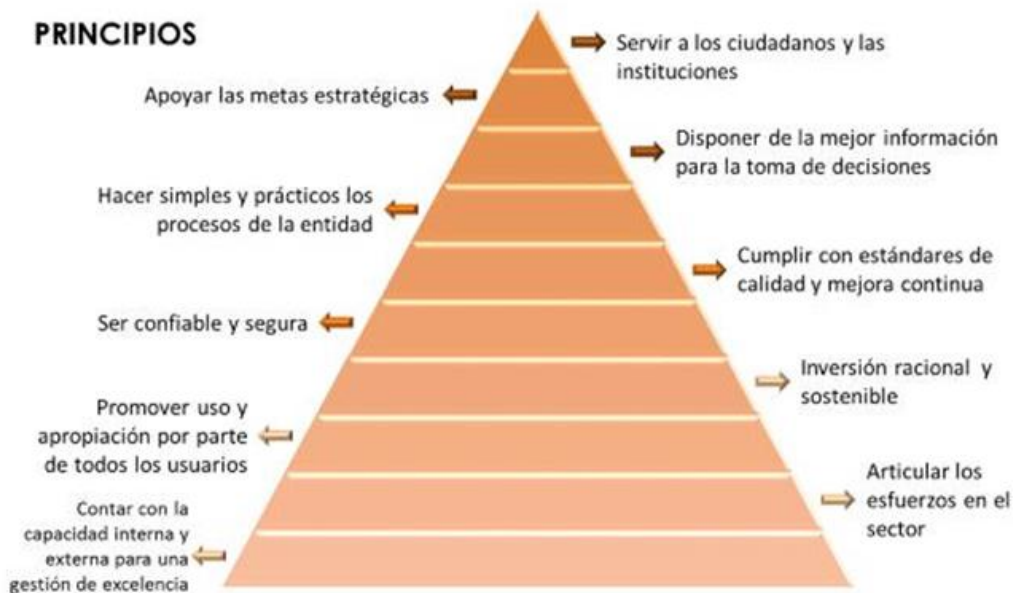 PRINCIPIOS
Servir a los ciudadanos y las
instituciones
Apoyar las metas estratégicas
Disponer de la mejor información
para la toma de decisiones
Hacer simples y prácticos los
procesos de la entidad
Cumplir con estándares de
calidad y mejora continua
Ser confiable y segura
Inversión racional y
sostenible
Promover uso y
apropiación por parte
de todos los usuarios
Articular los
esfuerzos en el
sector
Contar con la
capacidad interna y
externa para una
gestión de excelencia